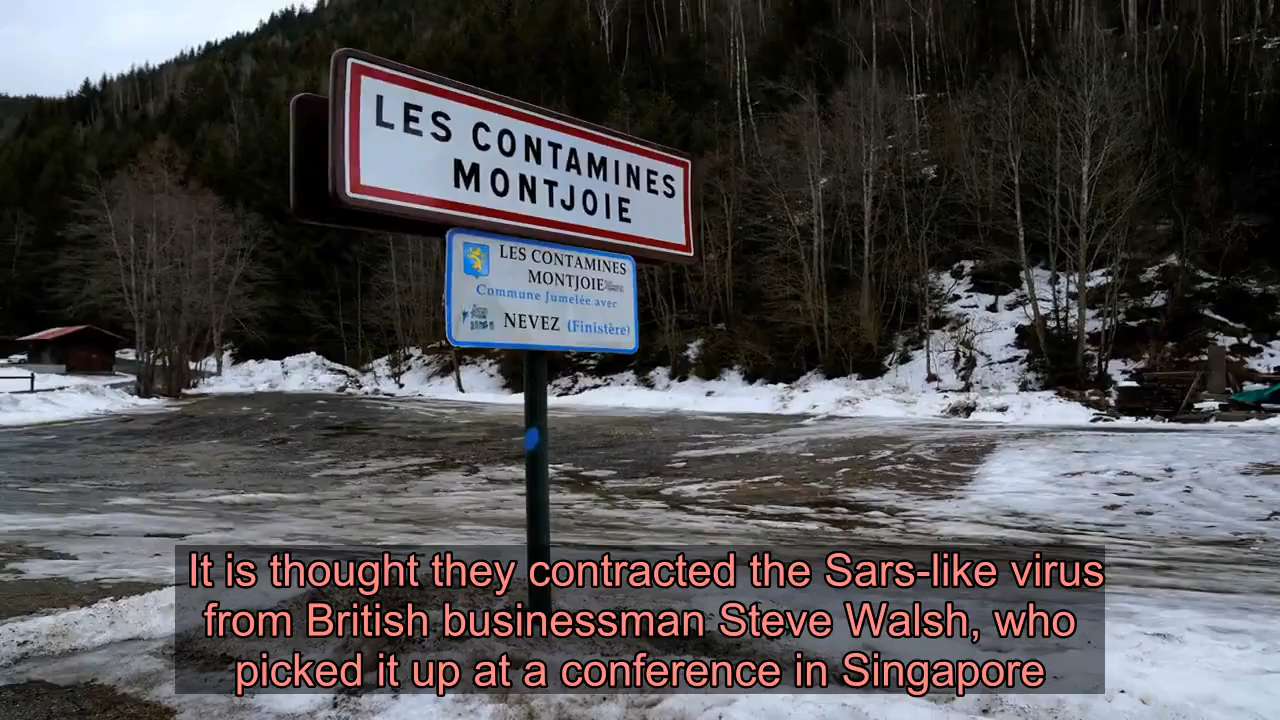 LES CONTAMINES
MONTJOIE
LES CONTAMINES
MONTJOIE
Commune Jumelée avec
NEVEZ (Finistère)
It is thought they contracted the Sars-like virus
from British businessman Steve Walsh, who
picked it up at a conference in Singapore